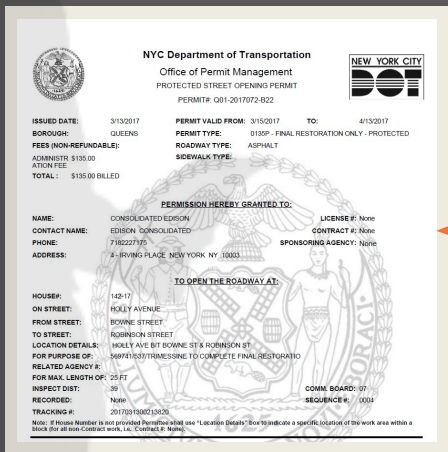 NYC Department of Transportation
Office of Permit Management
PROTECTED STREET OPENING PERMIT
PERMIT#: Q01-2017072-B22
NEW YORK CITY
DOT
ISSUED DATE: 3/13/2017 PERMIT VALID FROM: 3/15/2017 TO: 4/13/2017
BOROUGH: QUEENS PERMIT TYPE: 0135P - FINAL RESTORATION ONLY - PROTECTED
FEES (NON-REFUNDABLE): ROADWAY TYPE: ASPHALT
ADMINISTR $135.00 SIDEWALK TYPE:
ATION FEE
TOTAL : $135.00 BILLED
PERMISSION HEREBY GRANTED TO:
NAME: CONSOLIDATED EDISON LICENSE #: None
CONTACT NAME: EDISON CONSOLIDATED CONTRACT #: None
PHONE: 7182227175 SPONSORING AGENCY: None
ADDRESS: 4 - IRVING PLACE NEW YORK NY 10003
TO OPEN THE ROADWAY AT:
HOUSE#: 142-17
ON STREET: HOLLY AVENUE
FROM STREET: BOWNE STREET
TO STREET: ROBINSON STREET
LOCATION DETAILS: HOLLY AVE B/T BOWNE ST & ROBINSON ST
FOR PURPOSE OF: 569741/537/TRIMESSINE TO COMPLETE FINAL RESTORATIO
RELATED AGENCY #:
FOR MAX. LENGTH OF: 25 FT
INSPECT DIST: 39 COMM. BOARD: 07
RECORDED: None SEQUENCE #: 0004
TRACKING #: 2017031300213820
Note: If House Number is not provided Permittee shall use "Location Details" box to indicate a specific location of the work area within a
block (for all non-Contract work, i.e. Contract #: None).
1625